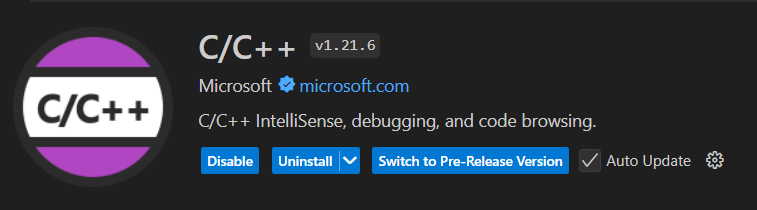 C/C++
C/C++ v1.21.6
Microsoft microsoft.com
C/C++ IntelliSense, debugging, and code browsing.
Disable Uninstall Switch to Pre-Release Version Auto Update